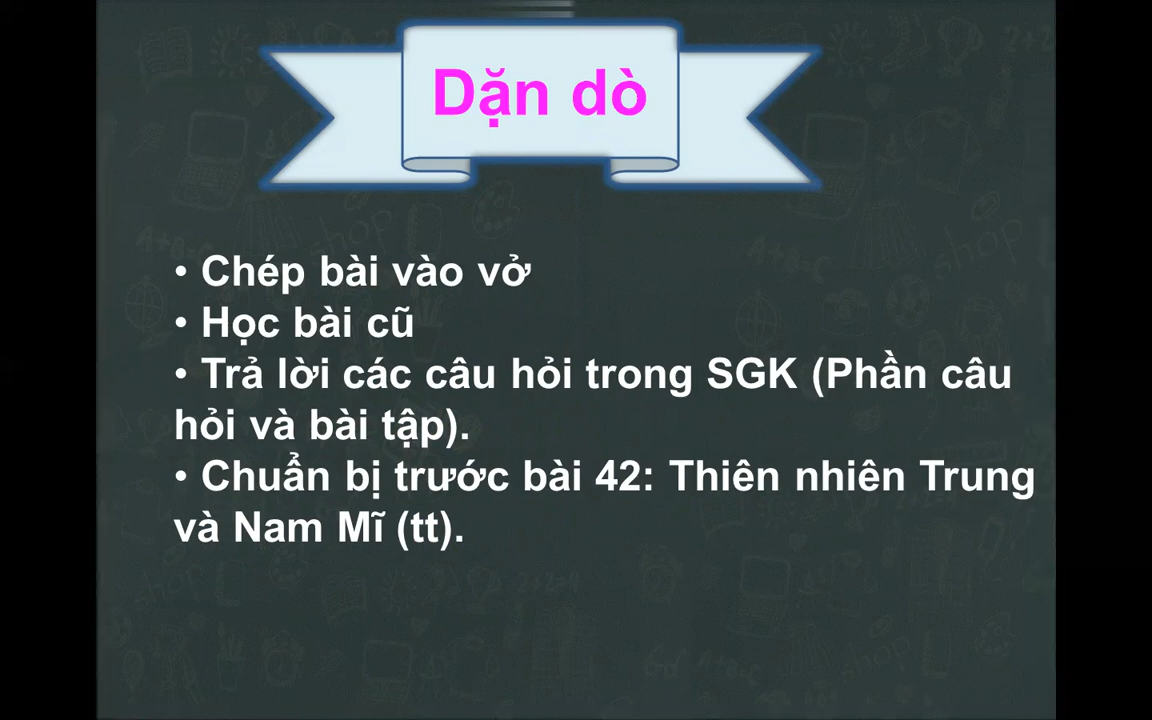 Dặn dò
• Chép bài vào vở
• Học bài cũ
• Trả lời các câu hỏi trong SGK (Phần câu
hỏi và bài tập).
• Chuẩn bị trước bài 42: Thiên nhiên Trung
và Nam Mĩ (tt).